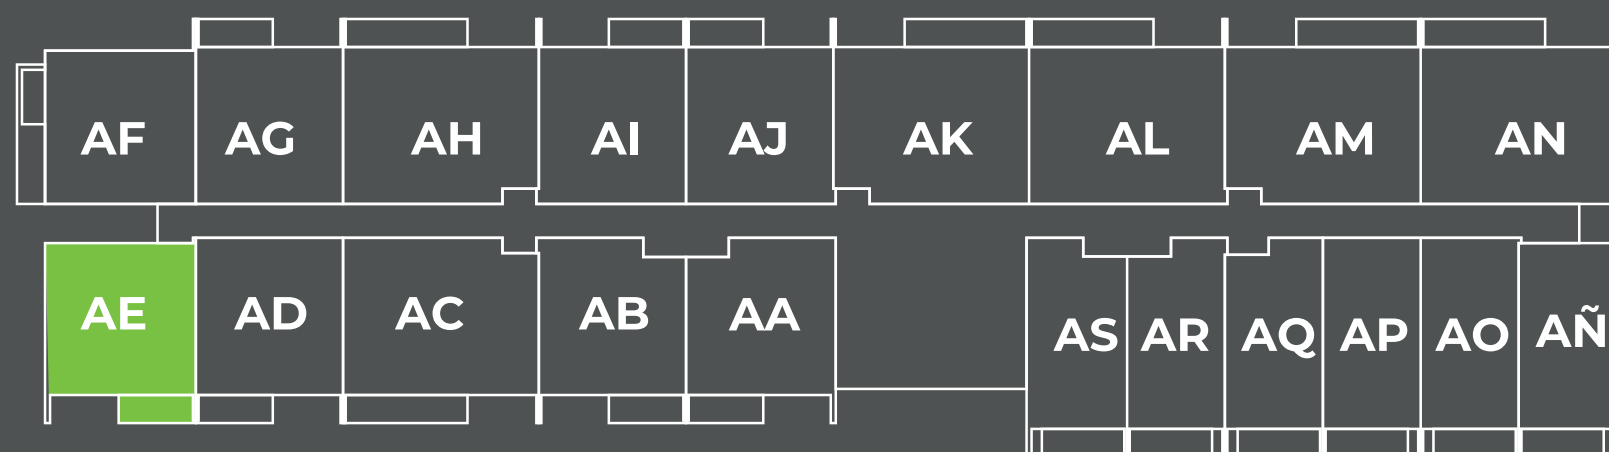 AF AG AH AI AJ AK AL AM AN
AE AD AC AB AA AS AR AQ AP AO AÑ